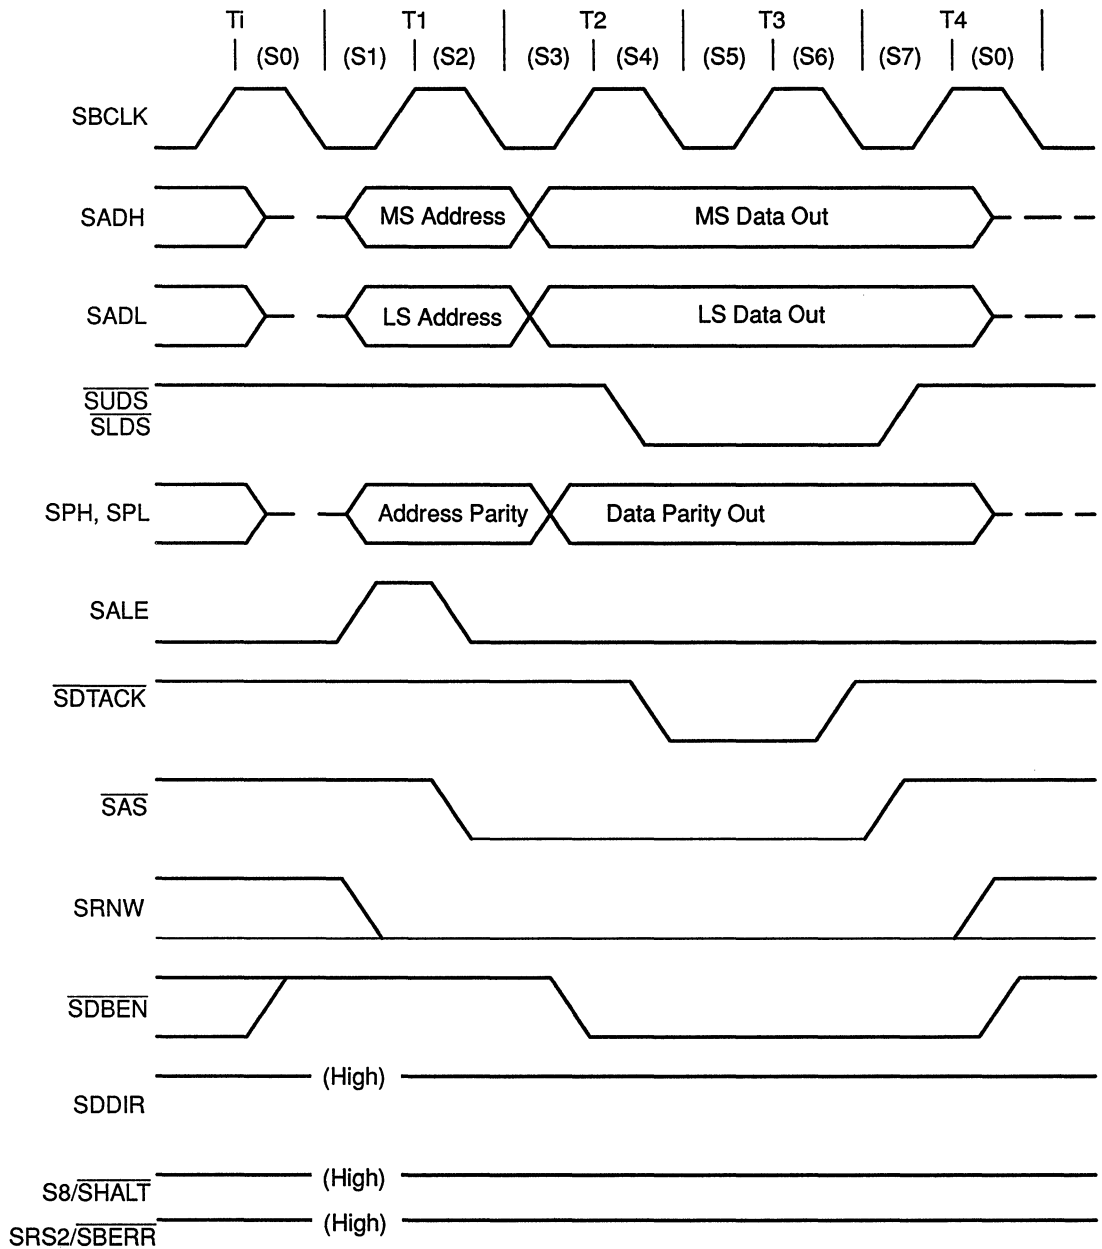 Ti T1 T2 T3 T4
(S0) (S1) (S2) (S3) (S4) (S5) (S6) (S7) (S0)
SBCLK
SADH MS Address MS Data Out
SADL LS Address LS Data Out
SUDS
SLDS
SPH, SPL Address Parity Data Parity Out
SALE
SDTACK
SAS
SRNW
SDBEN
(High)
SDDIR
(High)
S8/SHALT
(High)
SRS2/SBERR